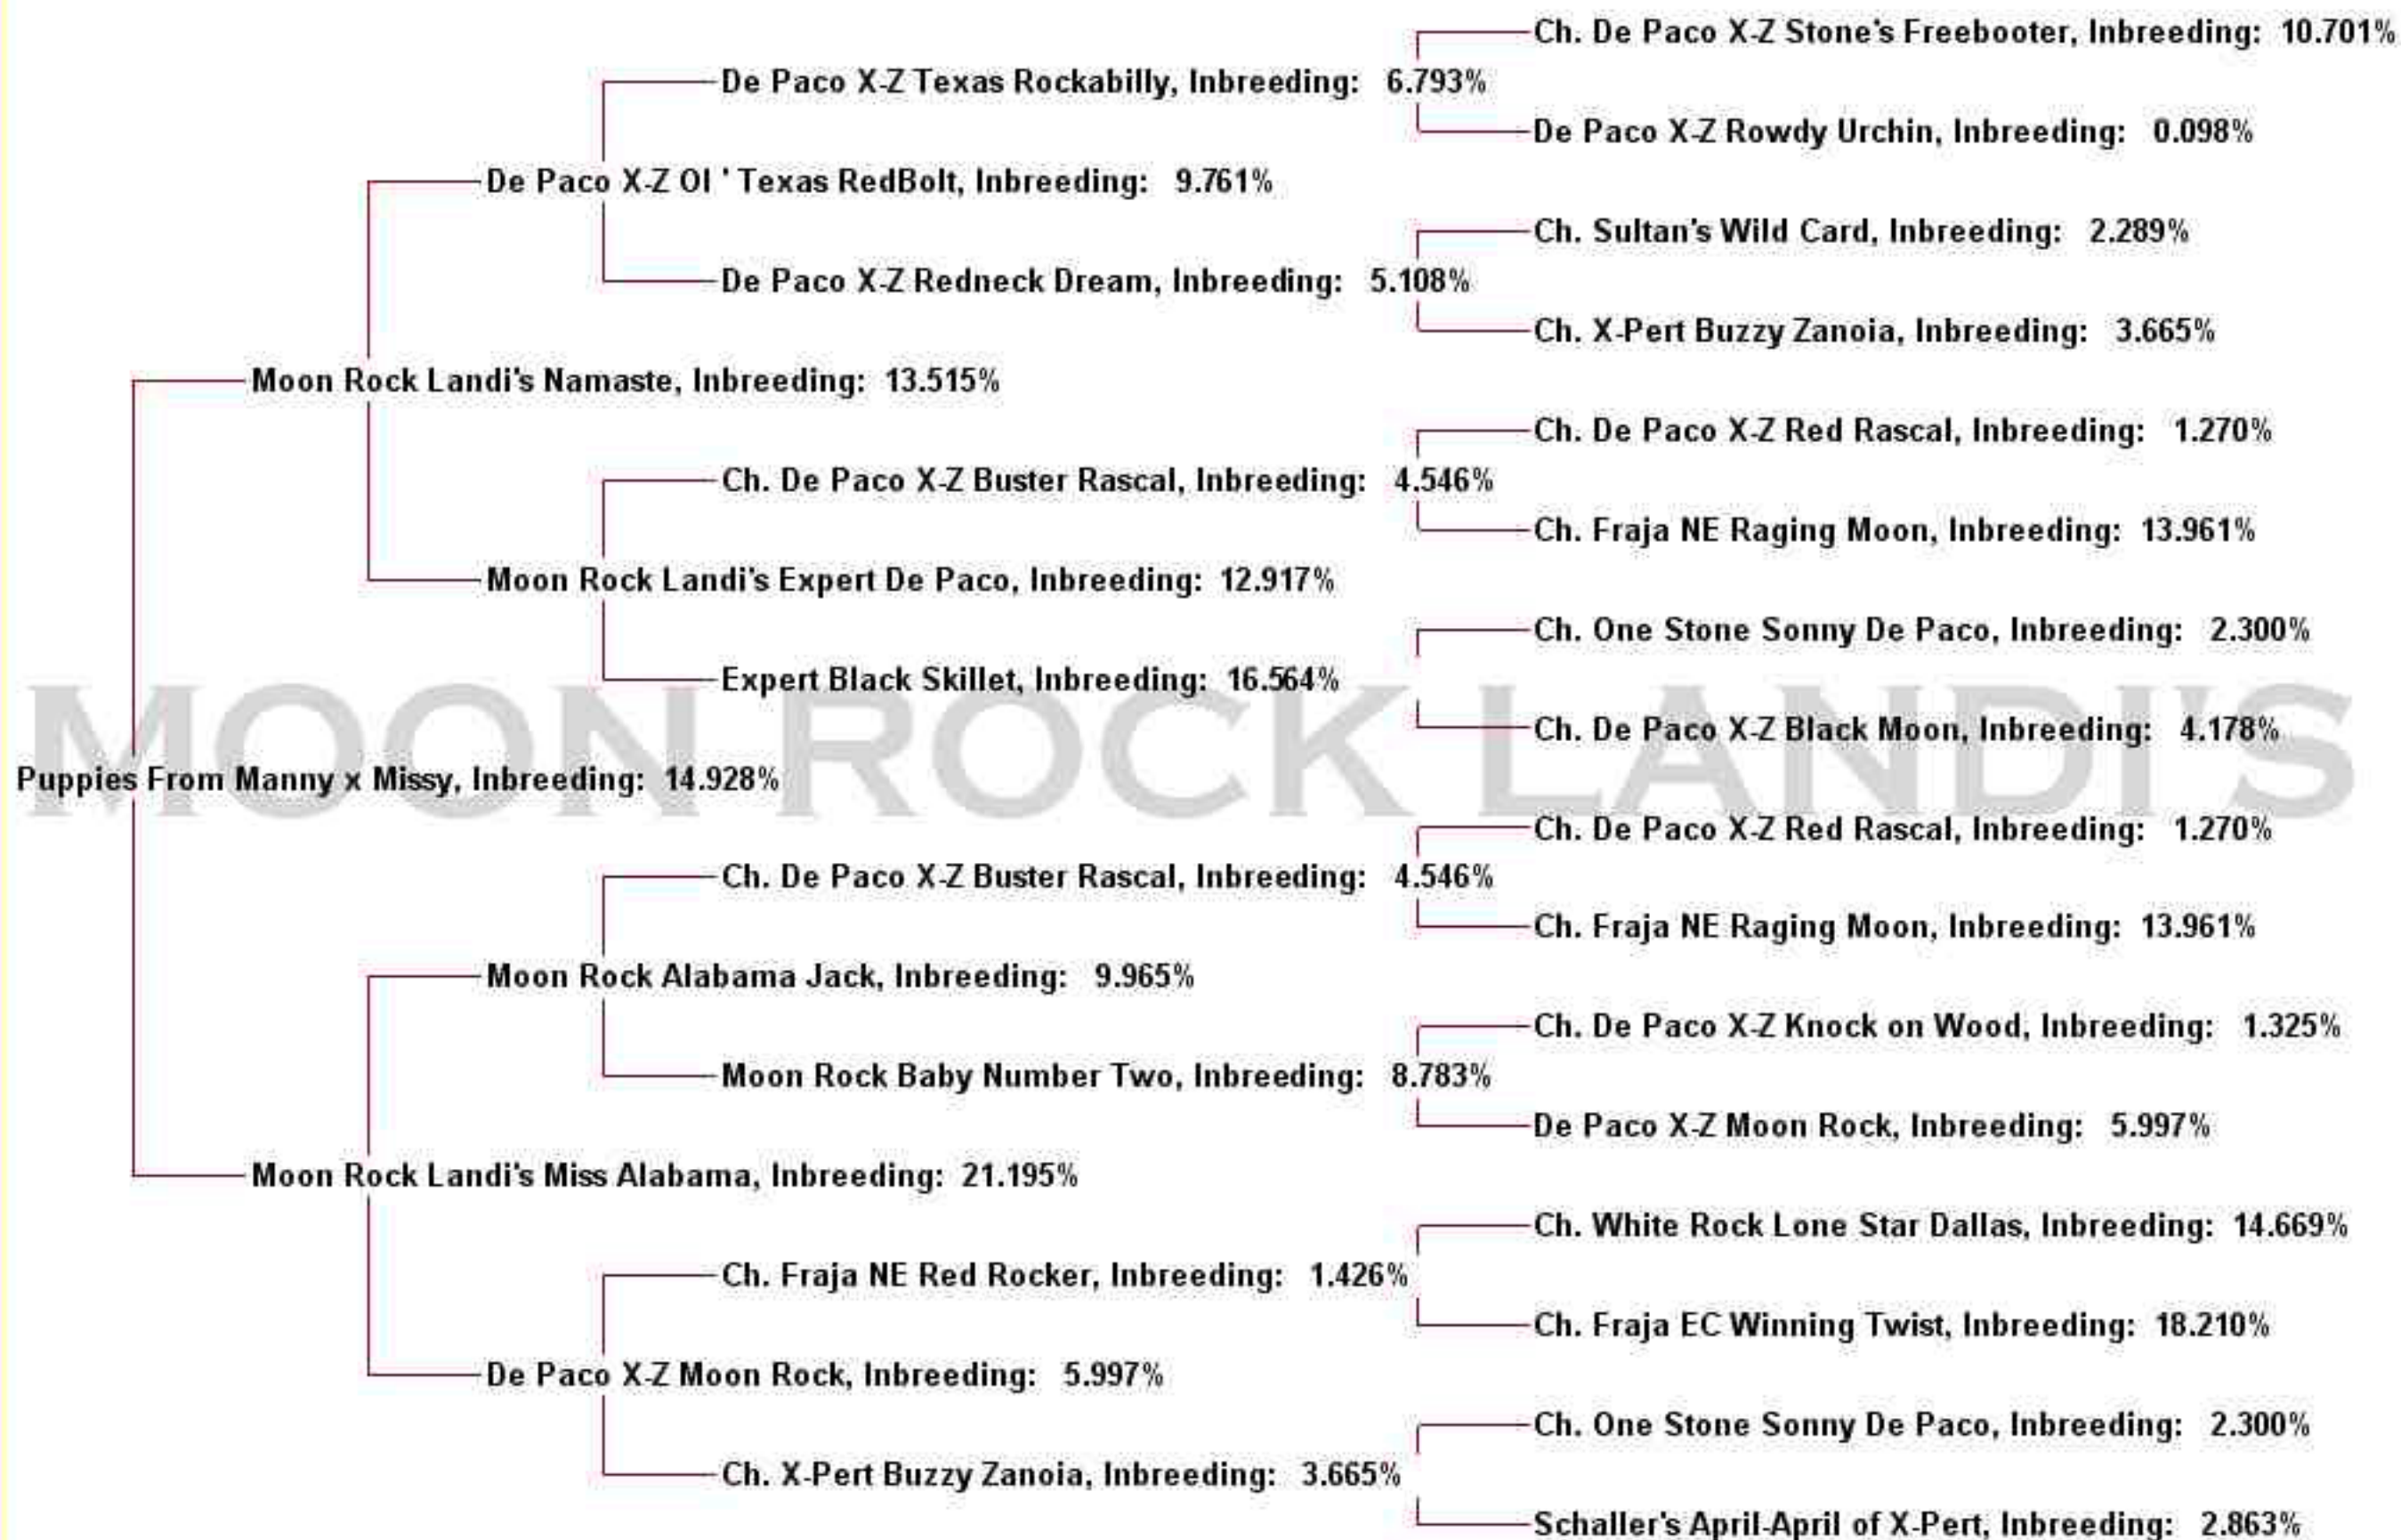 Ch. De Paco X-Z Stone's Freebooter, Inbreeding: 10.701%
De Paco X-Z Texas Rockabilly, Inbreeding: 6.793%
De Paco X-Z Rowdy Urchin, Inbreeding: 0.098%
De Paco X-Z Ol ' Texas RedBolt, Inbreeding: 9.761%
Ch. Sultan's Wild Card, Inbreeding: 2.289%
De Paco X-Z Redneck Dream, Inbreeding: 5.108%
Ch. X-Pert Buzzy Zanoia, Inbreeding: 3.665%
Moon Rock Landi's Namaste, Inbreeding: 13.515%
Ch. De Paco X-Z Red Rascal, Inbreeding: 1.270%
Ch. De Paco X-Z Buster Rascal, Inbreeding: 4.546%
Ch. Fraja NE Raging Moon, Inbreeding: 13.961%
Moon Rock Landi's Expert De Paco, Inbreeding: 12.917%
Ch. One Stone Sonny De Paco, Inbreeding: 2.300%
Expert Black Skillet, Inbreeding: 16.564%
Ch. De Paco X-Z Black Moon, Inbreeding: 4.178%
MOON ROCK LANDI'S
Puppies From Manny x Missy, Inbreeding: 14.928%
Ch. De Paco X-Z Red Rascal, Inbreeding: 1.270%
Ch. De Paco X-Z Buster Rascal, Inbreeding: 4.546%
Ch. Fraja NE Raging Moon, Inbreeding: 13.961%
Moon Rock Alabama Jack, Inbreeding: 9.965%
Ch. De Paco X-Z Knock on Wood, Inbreeding: 1.325%
Moon Rock Baby Number Two, Inbreeding: 8.783%
De Paco X-Z Moon Rock, Inbreeding: 5.997%
Moon Rock Landi's Miss Alabama, Inbreeding: 21.195%
Ch. White Rock Lone Star Dallas, Inbreeding: 14.669%
Ch. Fraja NE Red Rocker, Inbreeding: 1.426%
Ch. Fraja EC Winning Twist, Inbreeding: 18.210%
De Paco X-Z Moon Rock, Inbreeding: 5.997%
Ch. One Stone Sonny De Paco, Inbreeding: 2.300%
Ch. X-Pert Buzzy Zanoia, Inbreeding: 3.665%
Schaller's April-April of X-Pert, Inbreeding: 2.863%